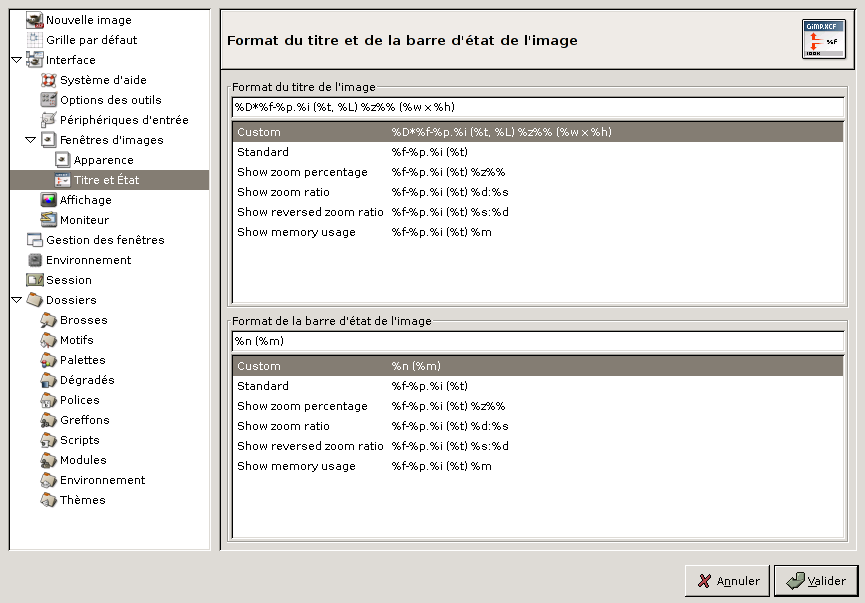 Nouvelle image
Grille par défaut
Interface
Système d'aide
Options des outils
Périphériques d'entrée
Fenêtres d'images
Apparence
Titre et État
Affichage
Moniteur
Gestion des fenêtres
Environnement
Session
Dossiers
Brosses
Motifs
Palettes
Dégradés
Polices
Greffons
Scripts
Modules
Environnement
Thèmes
Format du titre et de la barre d'état de l'image
GIMP.XCF
%F
100K
Format du titre de l'image
%D*%f-%p.%i (%t, %L) %z%% (%w × %h)
Custom %D*%f-%p.%i (%t, %L) %z%% (%w × %h)
Standard %f-%p.%i (%t)
Show zoom percentage %f-%p.%i (%t) %z%%
Show zoom ratio %f-%p.%i (%t) %d:%s
Show reversed zoom ratio %f-%p.%i (%t) %s:%d
Show memory usage %f-%p.%i (%t) %m
Format de la barre d'état de l'image
%n (%m)
Custom %n (%m)
Standard %f-%p.%i (%t)
Show zoom percentage %f-%p.%i (%t) %z%%
Show zoom ratio %f-%p.%i (%t) %d:%s
Show reversed zoom ratio %f-%p.%i (%t) %s:%d
Show memory usage %f-%p.%i (%t) %m
Annuler
Valider